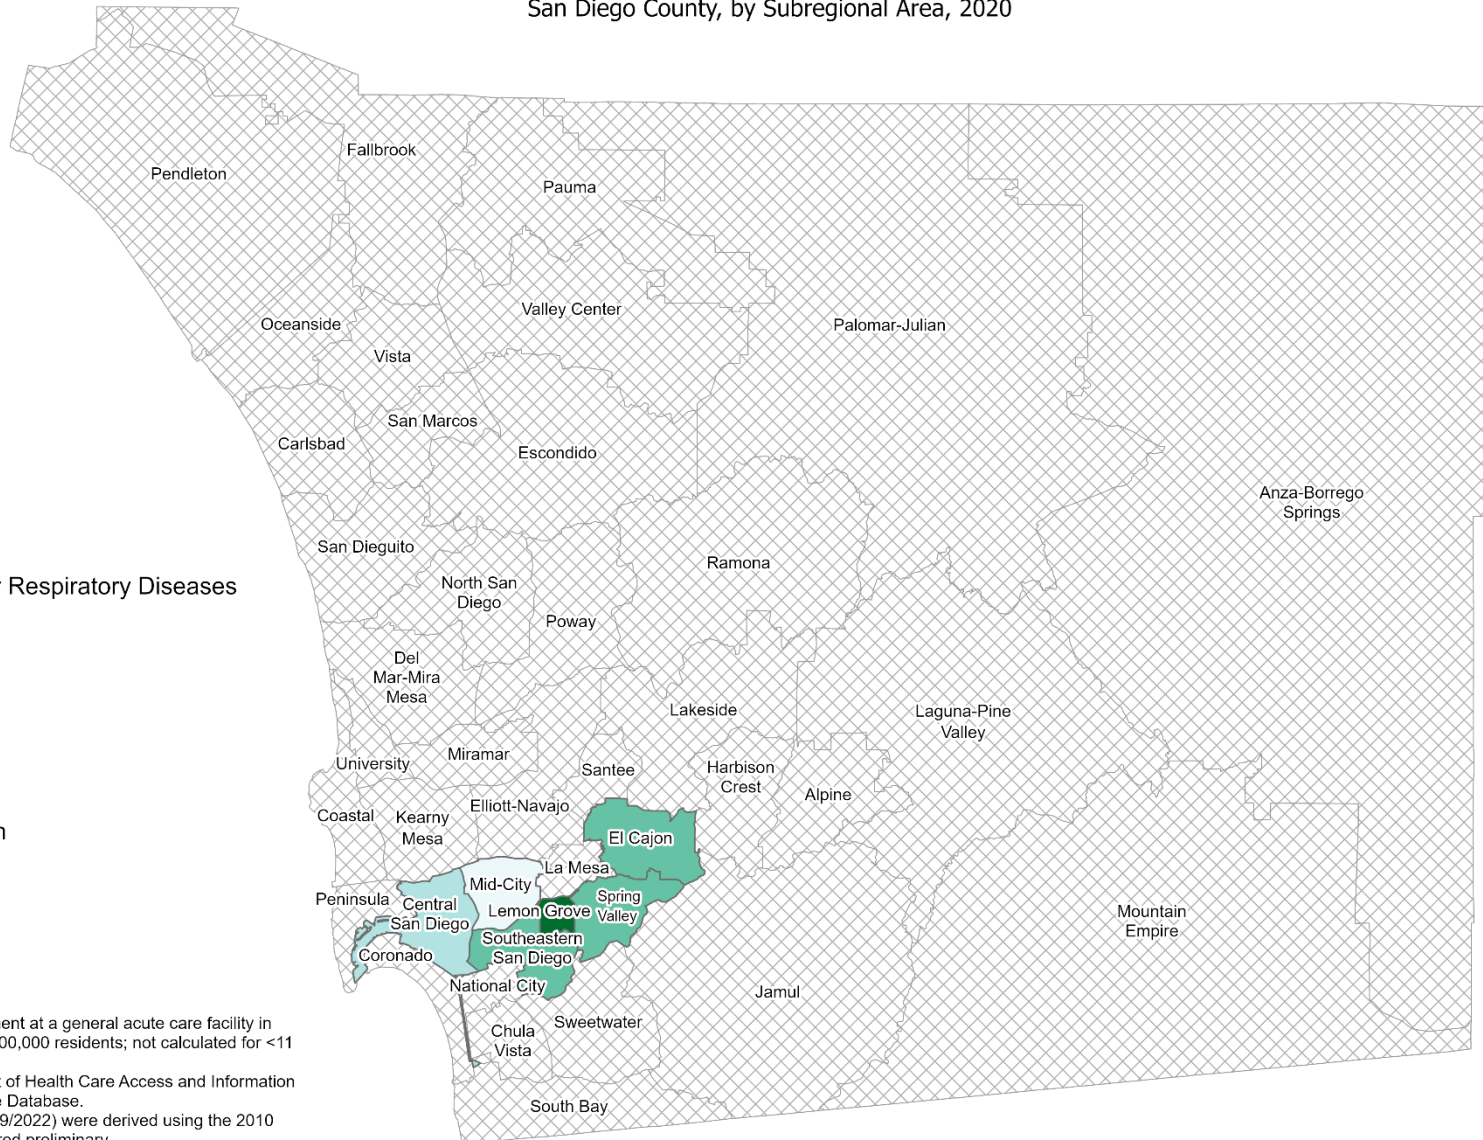 San Diego County, by Subregional Area, 2020
Fallbrook
Pendleton
Pauma
Valley Center
Oceanside
Palomar-Julian
Vista
San Marcos
Carlsbad
Escondido
Anza-Borrego
Springs
San Dieguito
Ramona
North San
Diego
Respiratory Diseases
Poway
Del
Mar-Mira
Mesa
Lakeside
Laguna-Pine
Valley
Miramar
University
Santee
Harbison
Crest
Alpine
Elliott-Navajo
Coastal
Kearny
Mesa
El Cajon
La Mesa
Mid-City
Peninsula
Central
San Diego
Spring
Valley
Lemon Grove
Mountain
Empire
Southeastern
San Diego
Coronado
National City
Jamul
Sweetwater
Chula
Vista
South Bay
ent at a general acute care facility in
00,000 residents; not calculated for <11
of Health Care Access and Information
e Database.
9/2022) were derived using the 2010
red preliminary.